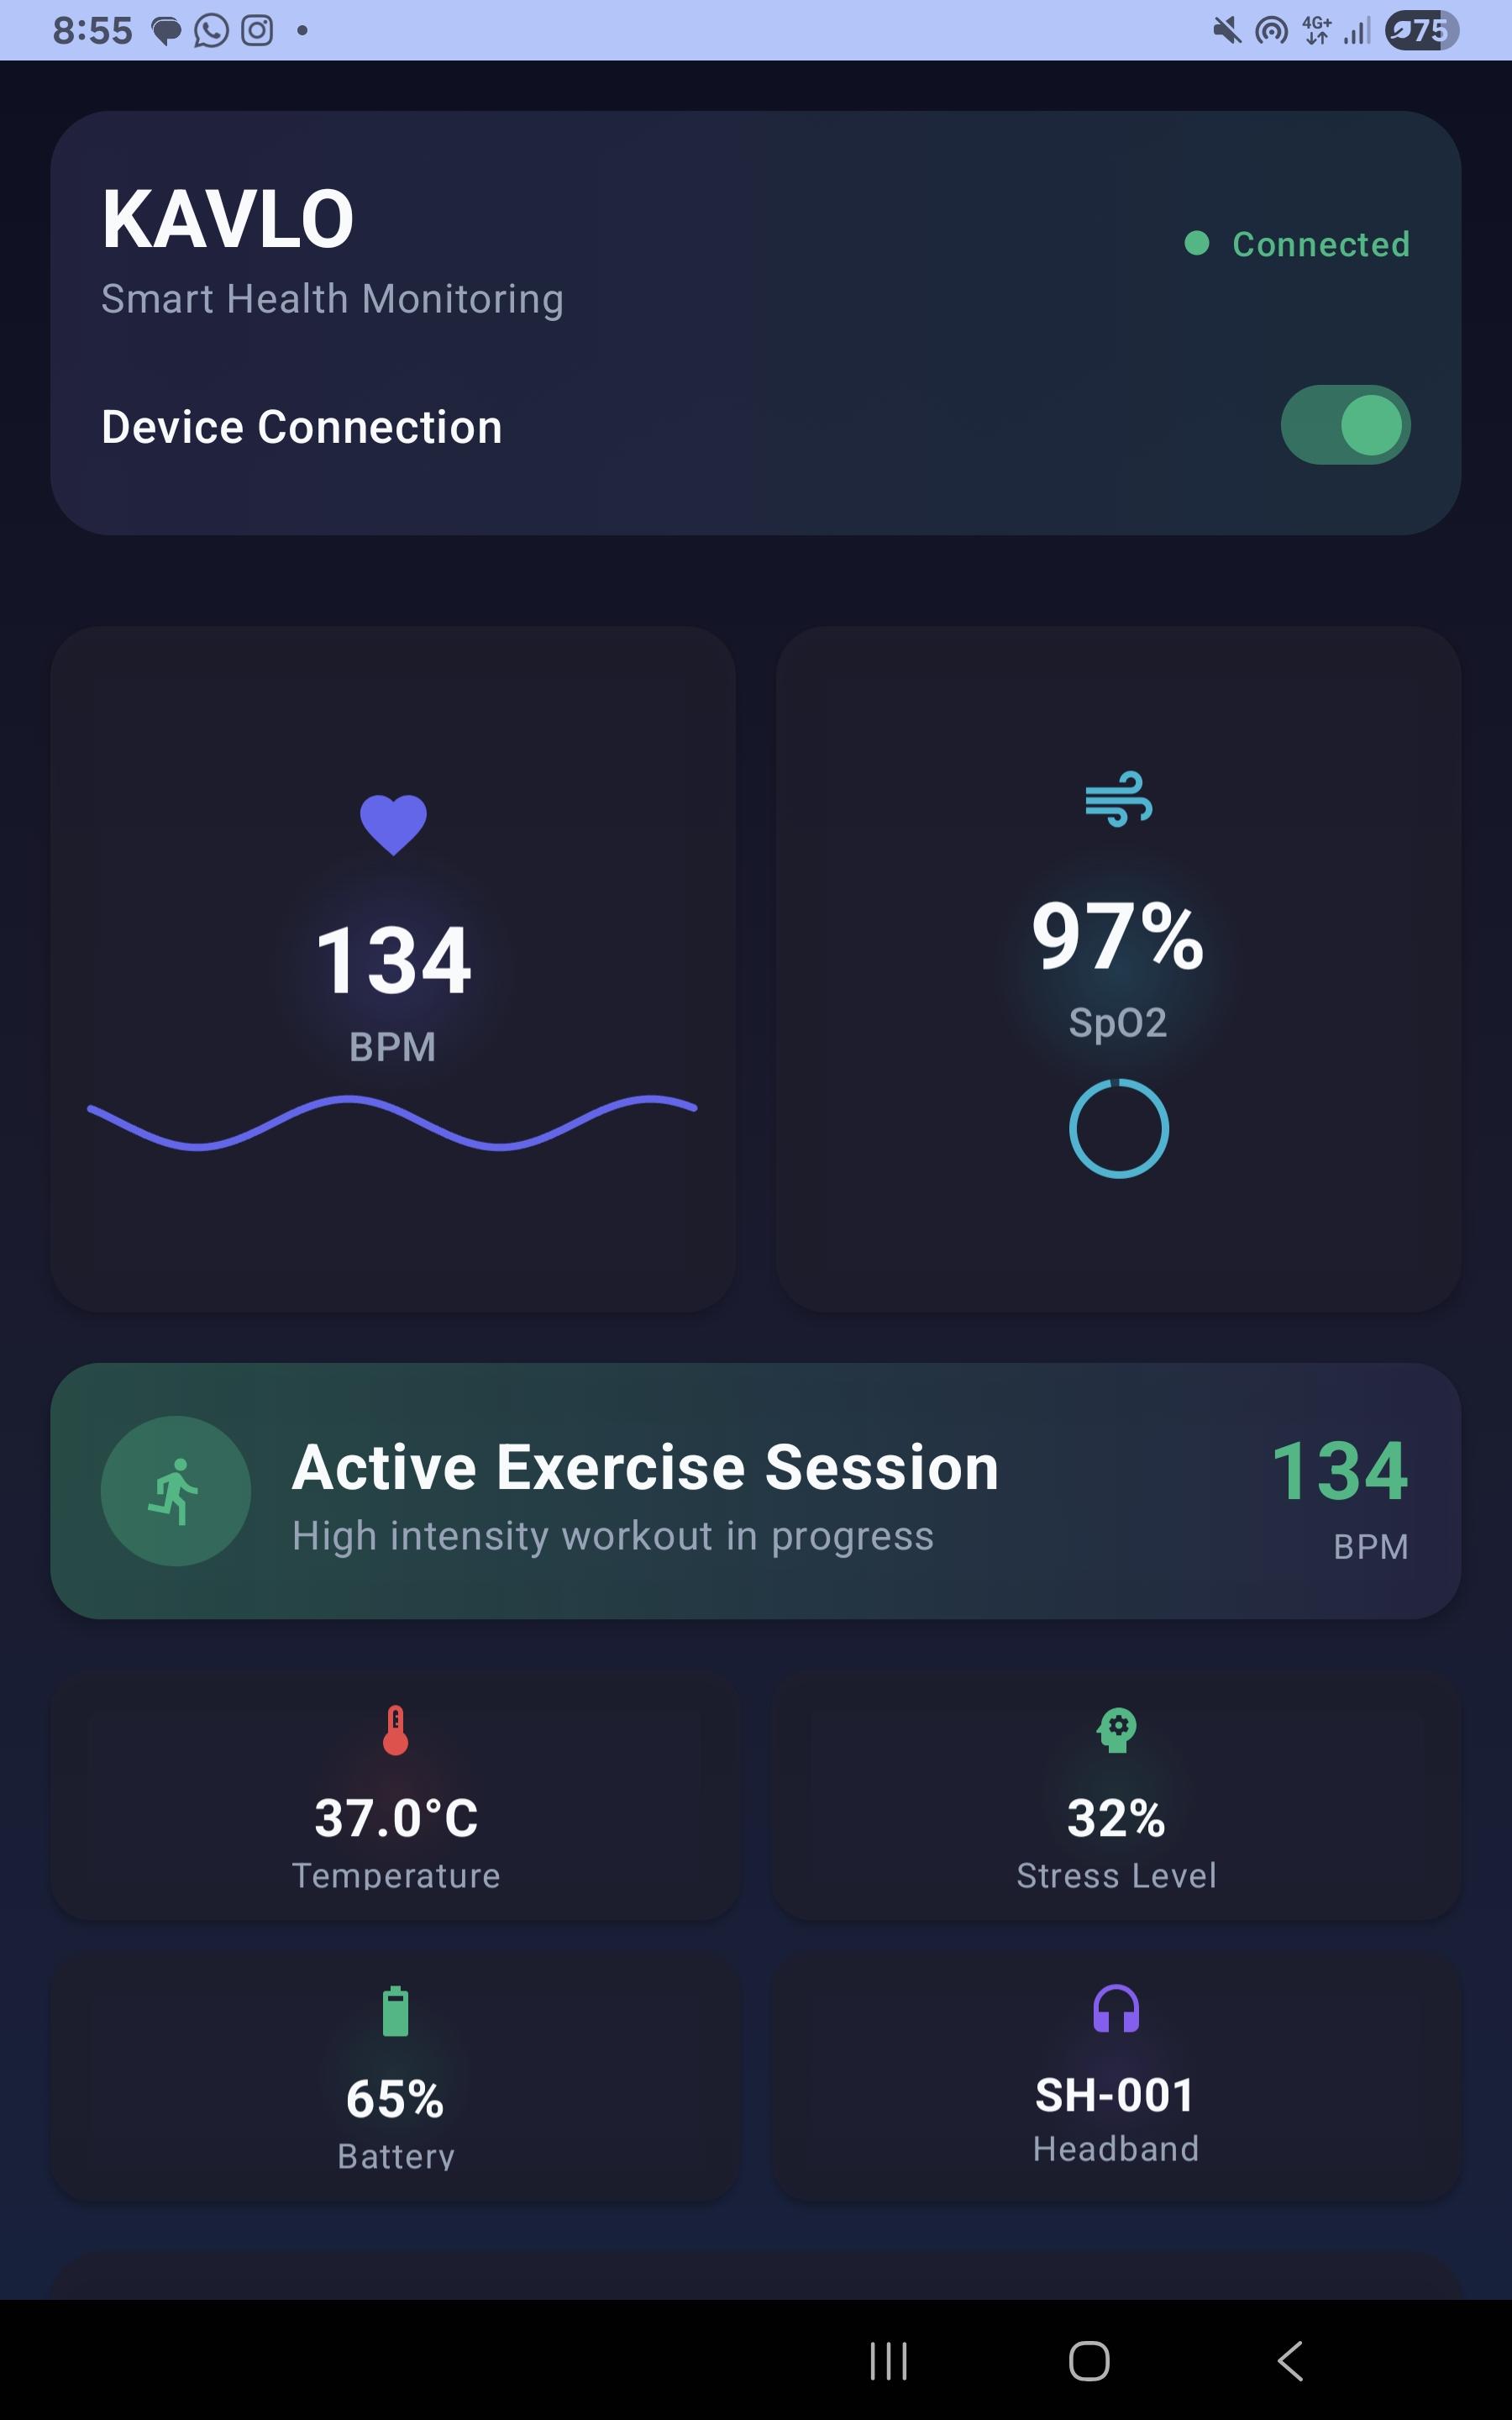 8:55
4G+
75
KAVLO
Connected
Smart Health Monitoring
Device Connection
134
BPM
97%
SpO2
Active Exercise Session
High intensity workout in progress
134
BPM
37.0°C
Temperature
32%
Stress Level
65%
Battery
SH-001
Headband